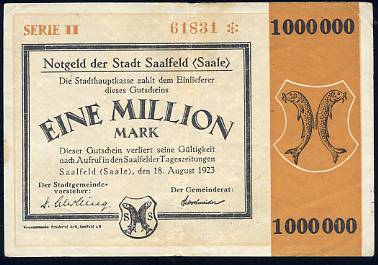 SERIE II 61831 * 1000000
Notgeld der Stadt Saalfeld (Saale)
Die Stadthauptkasse zahlt dem Einlieferer
dieses Gutscheins
EINE MILLION
MARK
Dieser Gutschein verliert seine Gültigkeit
nach Aufruf in den Saalfelder Tageszeitungen
Saalfeld (Saale), den 18. August 1923
Der Stadtgemeinde-
vorsteher:
Der Gemeinderat:
S S
1000000